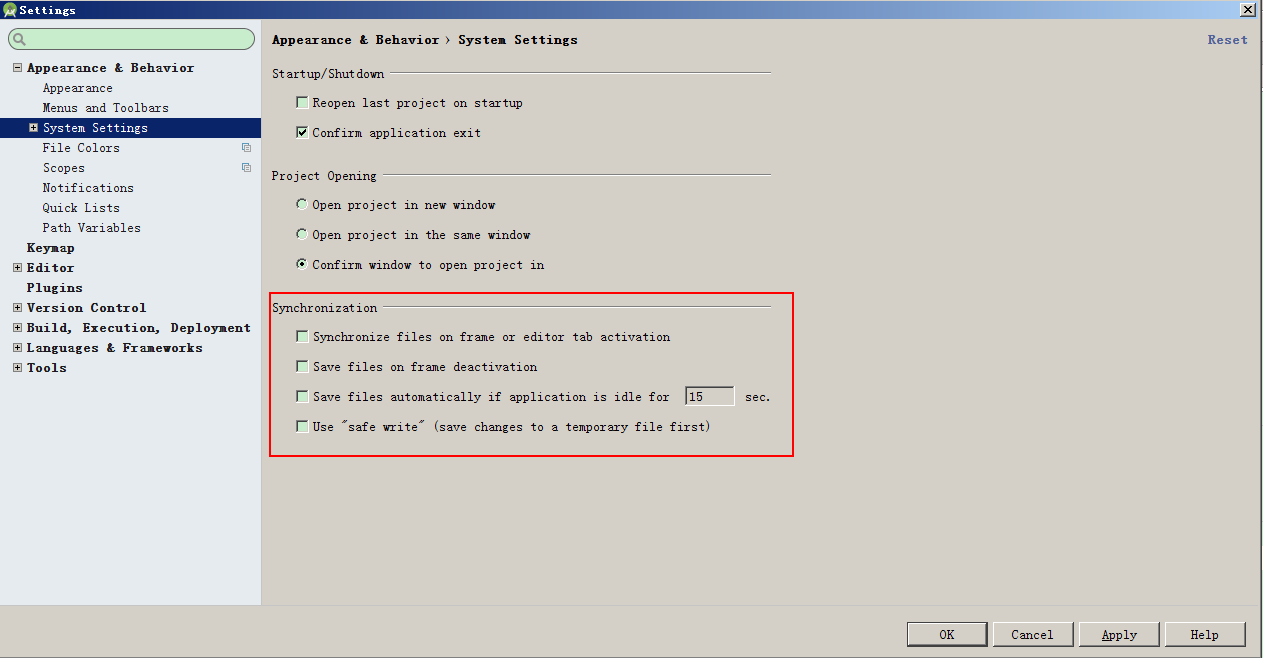 Settings
Appearance & Behavior
Appearance
Menus and Toolbars
System Settings
File Colors
Scopes
Notifications
Quick Lists
Path Variables
Keymap
Editor
Plugins
Version Control
Build, Execution, Deployment
Languages & Frameworks
Tools
Appearance & Behavior › System Settings
Reset
Startup/Shutdown
Reopen last project on startup
Confirm application exit
Project Opening
Open project in new window
Open project in the same window
Confirm window to open project in
Synchronization
Synchronize files on frame or editor tab activation
Save files on frame deactivation
Save files automatically if application is idle for 15 sec.
Use "safe write" (save changes to a temporary file first)
OK Cancel Apply Help